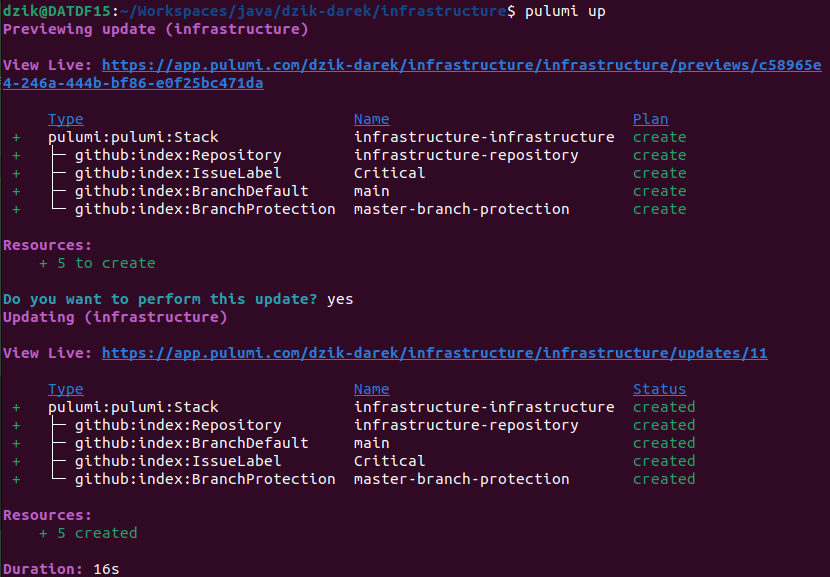 dzik@DATDF15:~/Workspaces/java/dzik-darek/infrastructure$ pulumi up
Previewing update (infrastructure)
View Live: https://app.pulumi.com/dzik-darek/infrastructure/infrastructure/previews/c58965e
4-246a-444b-bf86-e0f25bc471da
Type Name Plan
+ pulumi:pulumi:Stack infrastructure-infrastructure create
+ ├─ github:index:Repository infrastructure-repository create
+ ├─ github:index:IssueLabel Critical create
+ ├─ github:index:BranchDefault main create
+ └─ github:index:BranchProtection master-branch-protection create
Resources:
+ 5 to create
Do you want to perform this update? yes
Updating (infrastructure)
View Live: https://app.pulumi.com/dzik-darek/infrastructure/infrastructure/updates/11
Type Name Status
+ pulumi:pulumi:Stack infrastructure-infrastructure created
+ ├─ github:index:Repository infrastructure-repository created
+ ├─ github:index:BranchDefault main created
+ ├─ github:index:IssueLabel Critical created
+ └─ github:index:BranchProtection master-branch-protection created
Resources:
+ 5 created
Duration: 16s